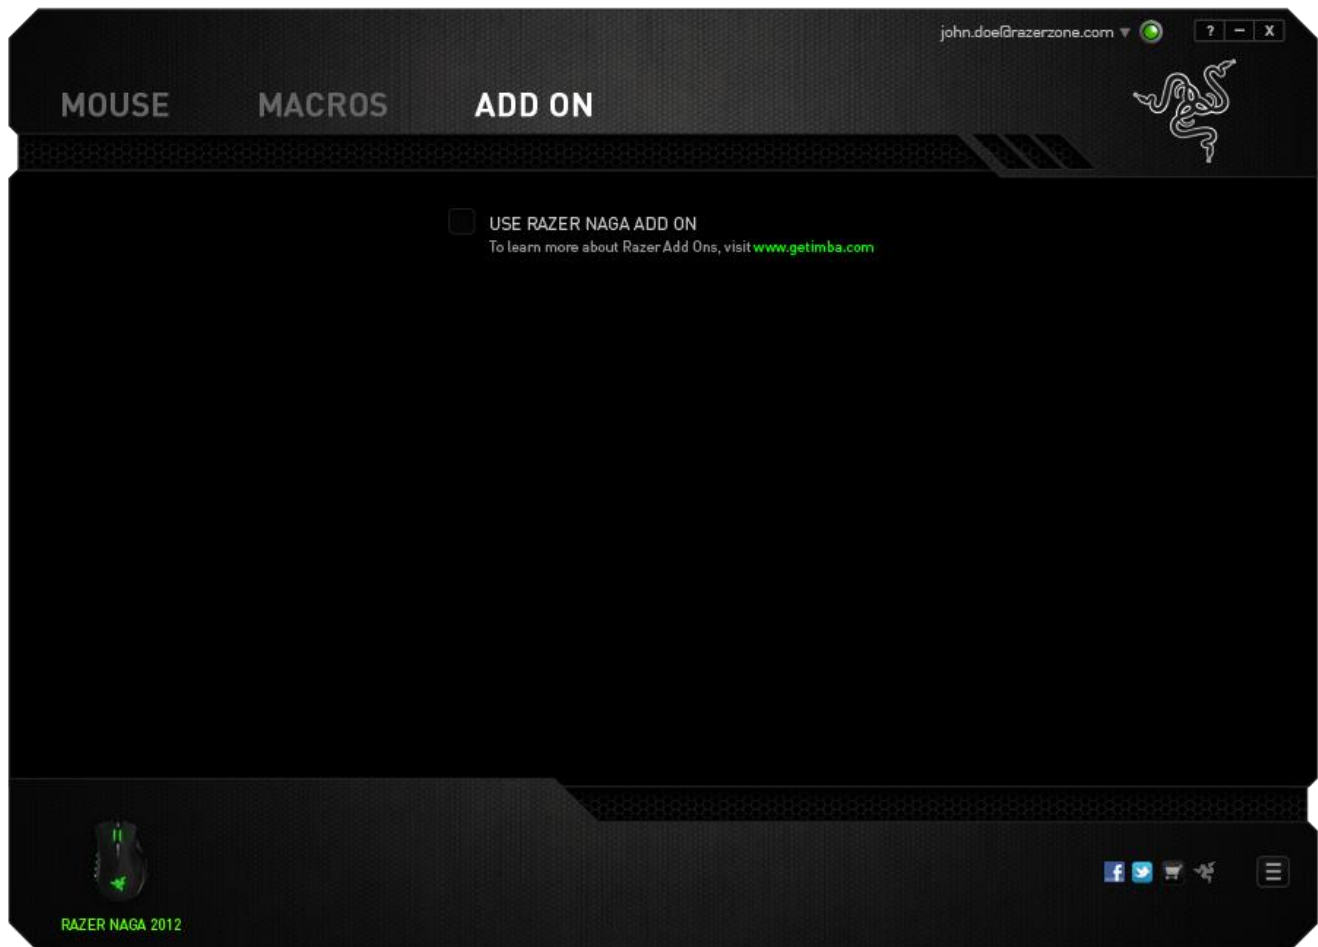 john.doe@razerzone.com
? – X
MOUSE MACROS ADD ON
USE RAZER NAGA ADD ON
To learn more about Razer Add Ons, visit www.getimba.com
RAZER NAGA 2012